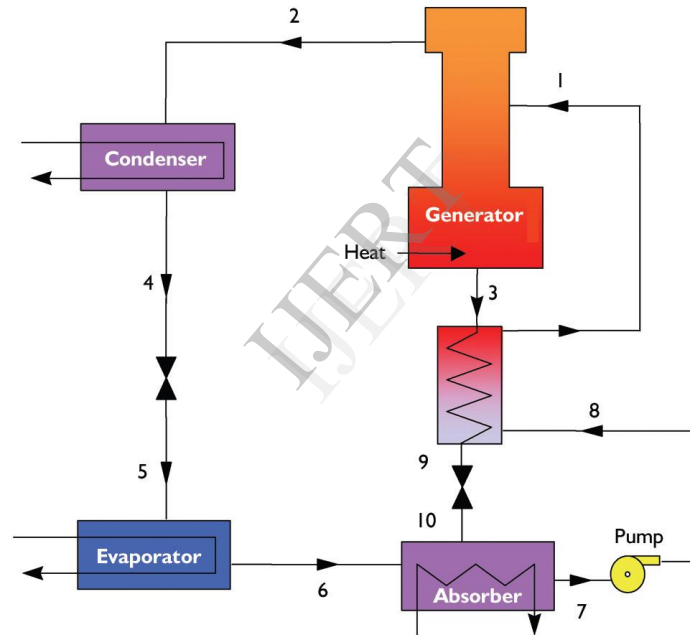 2
1
Condenser
Generator
Heat
4
3
IJERT
8
9
5
10
Pump
Evaporator
6
Absorber
7